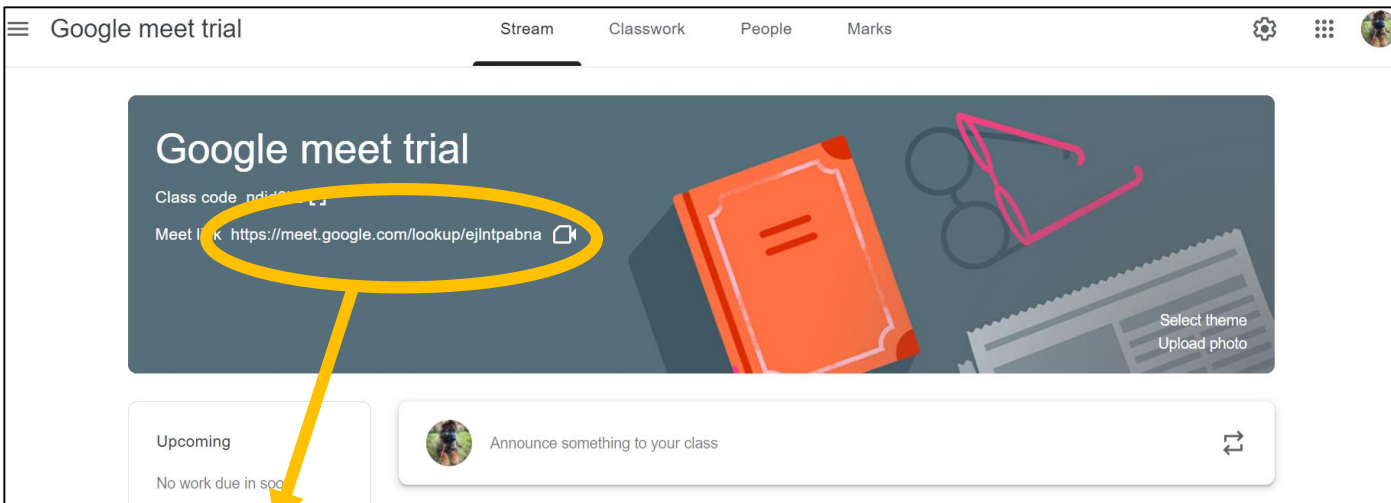 Google meet trial
Stream Classwork People Marks
Google meet trial
Class code
Meet link https://meet.google.com/lookup/ejlntpabna
Select theme
Upload photo
Upcoming
Announce something to your class
No work due in soon